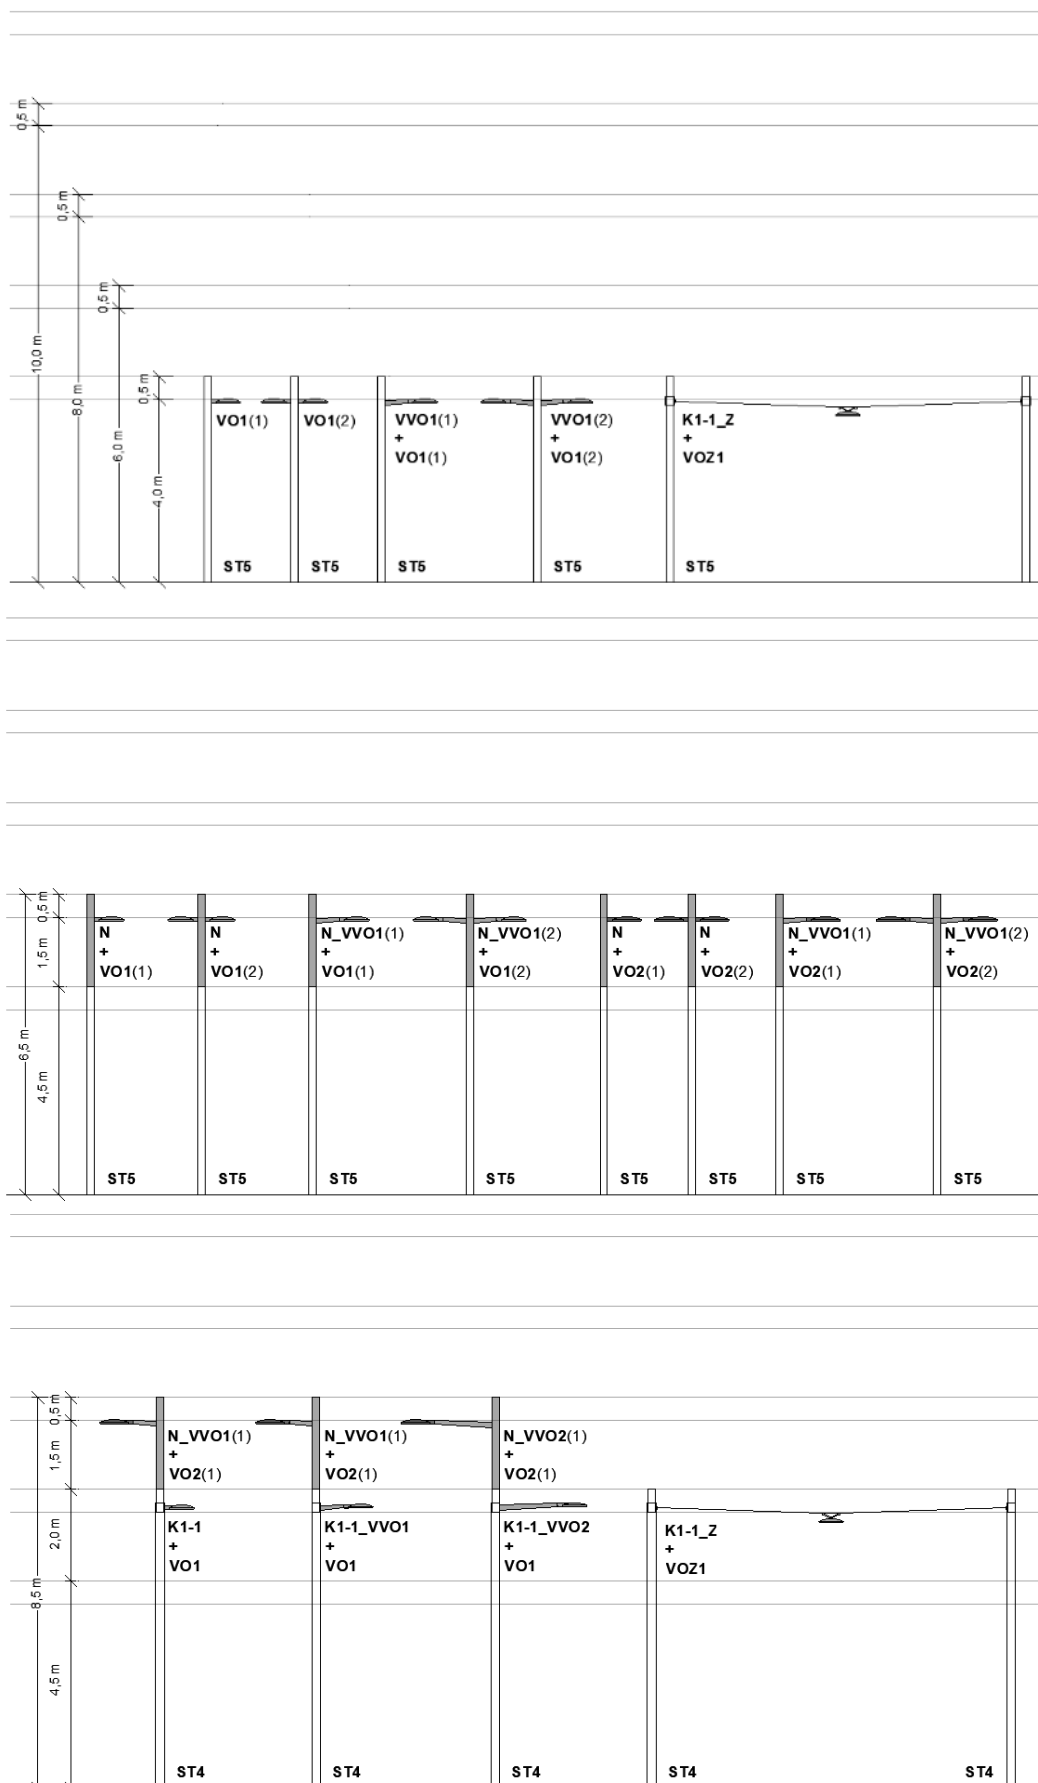 0,5 m
0,5 m
0,5 m
10,0 m
8,0 m
0,5 m
6,0 m
4,0 m
VO1(1) VO1(2) VVO1(1) VVO1(2) K1-1_Z
+ + +
VO1(1) VO1(2) VOZ1
ST5 ST5 ST5 ST5 ST5
0,5 m
1,5 m
6,5 m
4,5 m
N N N_VVO1(1) N_VVO1(2) N N N_VVO1(1) N_VVO1(2)
+ + + + + + + +
VO1(1) VO1(2) VO1(1) VO1(2) VO2(1) VO2(2) VO2(1) VO2(2)
ST5 ST5 ST5 ST5 ST5 ST5 ST5 ST5
0,5 m
1,5 m
N_VVO1(1) N_VVO1(1) N_VVO2(1)
+ + +
VO2(1) VO2(1) VO2(1)
2,0 m
K1-1 K1-1_VVO1 K1-1_VVO2 K1-1_Z
+ + + +
VO1 VO1 VO1 VOZ1
8,5 m
4,5 m
ST4 ST4 ST4 ST4 ST4